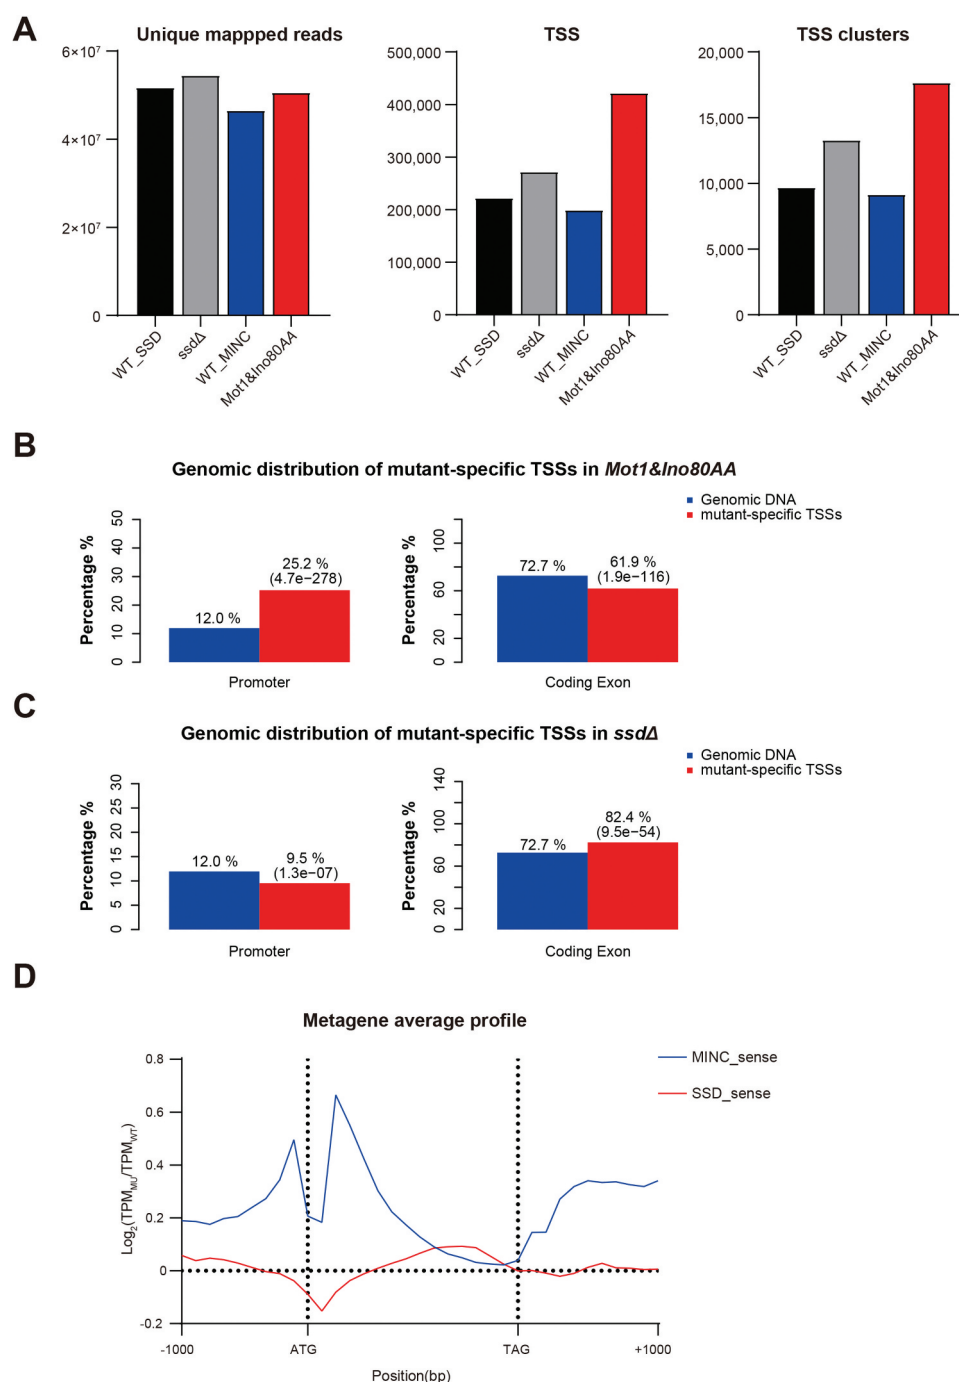 A
Unique mappped reads
TSS
TSS clusters
6×10⁷
4×10⁷
2×10⁷
0
500,000
400,000
300,000
200,000
100,000
0
20,000
15,000
10,000
5,000
0
WT_SSD
ssdΔ
WT_MINC
Mot1&Ino80AA
WT_SSD
ssdΔ
WT_MINC
Mot1&Ino80AA
WT_SSD
ssdΔ
WT_MINC
Mot1&Ino80AA
B
Genomic distribution of mutant-specific TSSs in Mot1&Ino80AA
Genomic DNA
mutant-specific TSSs
Percentage %
50
40
30
20
10
0
12.0 %
25.2 %
(4.7e−278)
Promoter
Percentage %
100
60
20
0
72.7 %
61.9 %
(1.9e−116)
Coding Exon
C
Genomic distribution of mutant-specific TSSs in ssdΔ
Genomic DNA
mutant-specific TSSs
Percentage %
30
25
20
15
10
5
0
12.0 %
9.5 %
(1.3e−07)
Promoter
Percentage %
140
100
60
20
0
72.7 %
82.4 %
(9.5e−54)
Coding Exon
D
Metagene average profile
MINC_sense
SSD_sense
Log₂(TPM_MU/TPM_WT)
0.8
0.6
0.4
0.2
0
-0.2
-1000
ATG
TAG
+1000
Position(bp)